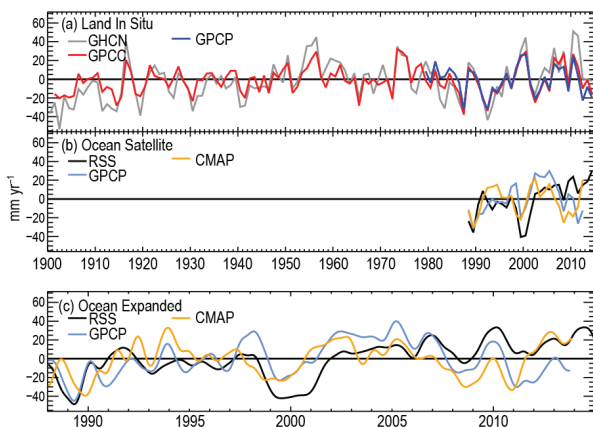 (a) Land In Situ
GHCN GPCP
GPCC
60
40
20
0
−20
−40
(b) Ocean Satellite
RSS CMAP
GPCP
60
40
20
0
−20
−40
mm yr⁻¹
1900 1910 1920 1930 1940 1950 1960 1970 1980 1990 2000 2010
(c) Ocean Expanded
RSS CMAP
GPCP
60
40
20
0
−20
−40
1990 1995 2000 2005 2010